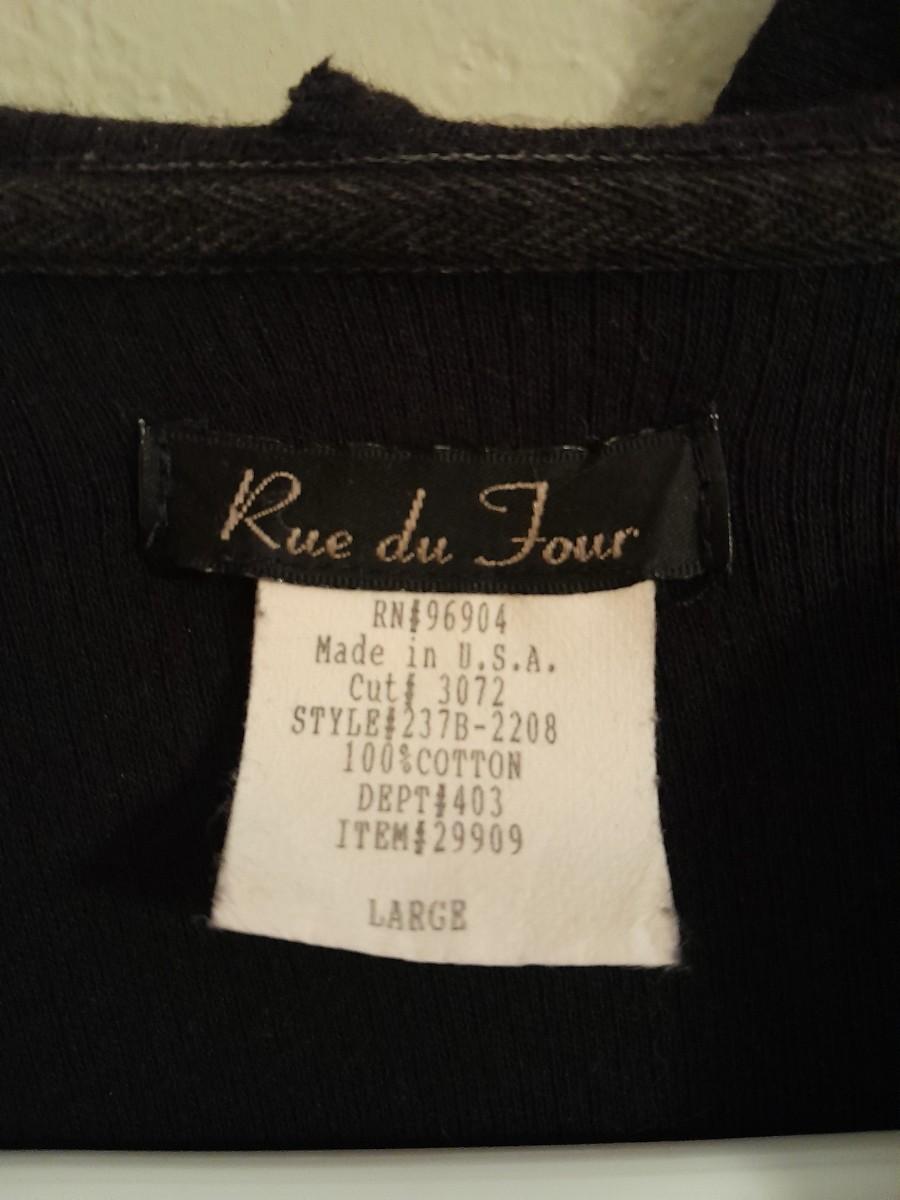 Rue du Four
RN#96904
Made in U.S.A.
Cut# 3072
STYLE#237B-2208
100%COTTON
DEPT#403
ITEM#29909
LARGE